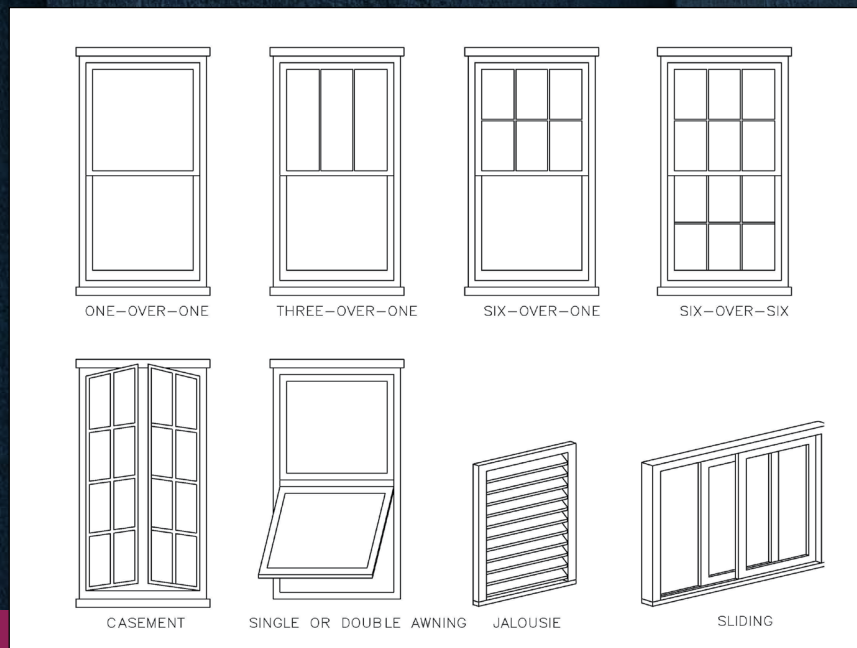 ONE-OVER-ONE
THREE-OVER-ONE
SIX-OVER-ONE
SIX-OVER-SIX
CASEMENT
SINGLE OR DOUBLE AWNING
JALOUSIE
SLIDING